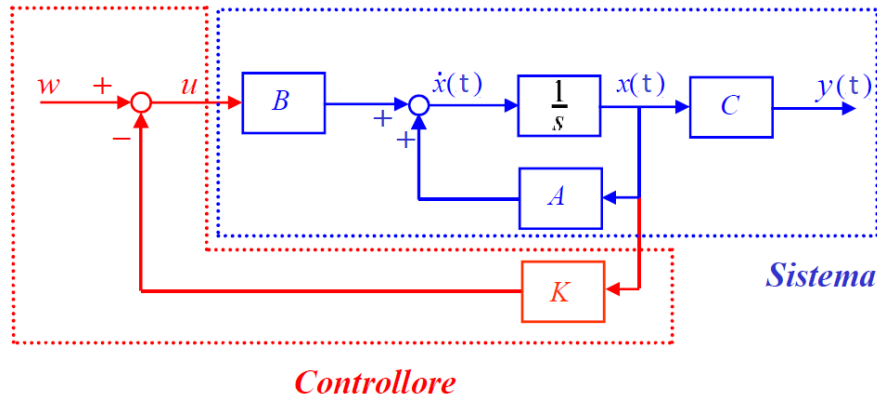 w + u B ẋ(t) 1/s x(t) C y(t)
+
− +
A
K
Sistema
Controllore